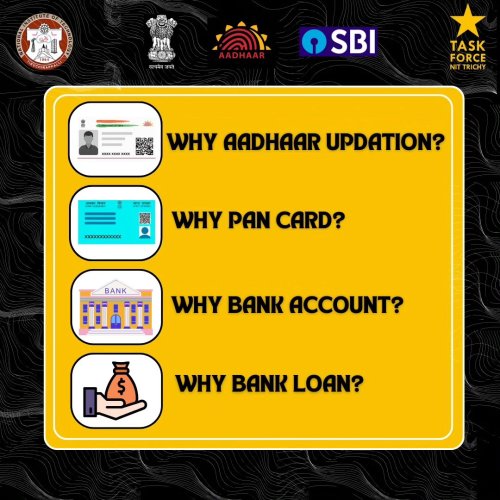 सत्यमेव जयते
AADHAAR
SBI
TASK
FORCE
NIT TRICHY
WHY AADHAAR UPDATION?
WHY PAN CARD?
BANK
WHY BANK ACCOUNT?
WHY BANK LOAN?